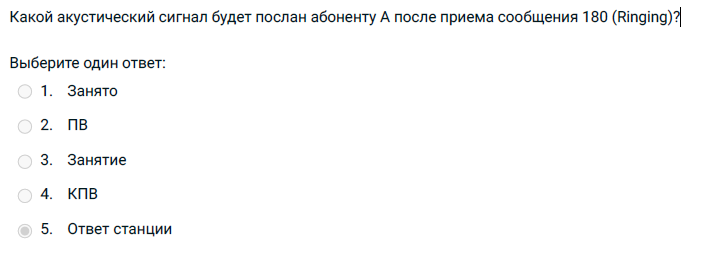 Какой акустический сигнал будет послан абоненту А после приема сообщения 180 (Ringing)?
Выберите один ответ:
1. Занято
2. ПВ
3. Занятие
4. КПВ
5. Ответ станции